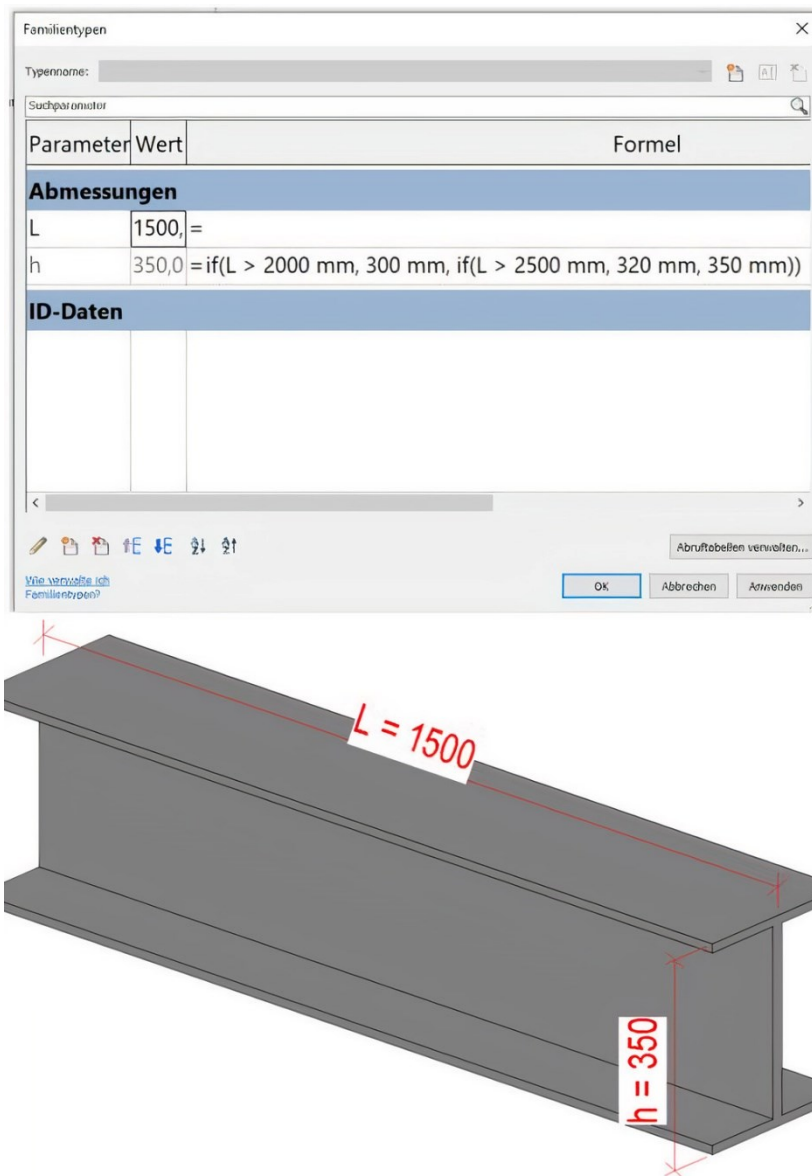 Familientypen
Typenname:
Suchparameter
Parameter Wert Formel
Abmessungen
L 1500, =
h 350,0 = if(L > 2000 mm, 300 mm, if(L > 2500 mm, 320 mm, 350 mm))
ID-Daten
Abruftabellen verwalten...
Wie verwalte ich
Familientypen?
OK Abbrechen Anwenden
L = 1500
h = 350